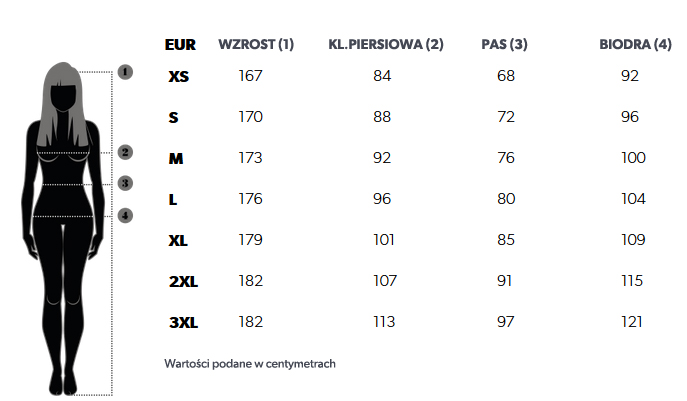 EUR WZROST (1) KL.PIERSIOWA (2) PAS (3) BIODRA (4)
1
XS 167 84 68 92
S 170 88 72 96
2
M 173 92 76 100
3
L 176 96 80 104
4
XL 179 101 85 109
2XL 182 107 91 115
3XL 182 113 97 121
Wartości podane w centymetrach